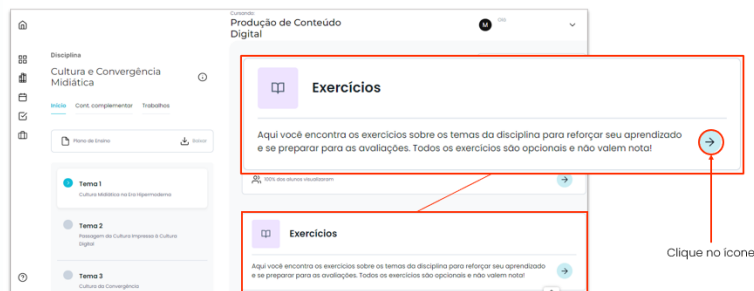 Cursando:
Produção de Conteúdo
Digital
M
Olá
Disciplina
Cultura e Convergência
Midiática
Início Cont. complementar Trabalhos
Plano de Ensino
Baixar
Tema 1
Cultura Midiática na Era Hipermoderna
Tema 2
Passagem da Cultura Impressa à Cultura
Digital
Tema 3
Cultura da Convergência
Exercícios
Aqui você encontra os exercícios sobre os temas da disciplina para reforçar seu aprendizado
e se preparar para as avaliações. Todos os exercícios são opcionais e não valem nota!
100% dos alunos visualizaram
Exercícios
Aqui você encontra os exercícios sobre os temas da disciplina para reforçar seu aprendizado
e se preparar para as avaliações. Todos os exercícios são opcionais e não valem nota!
Clique no ícone